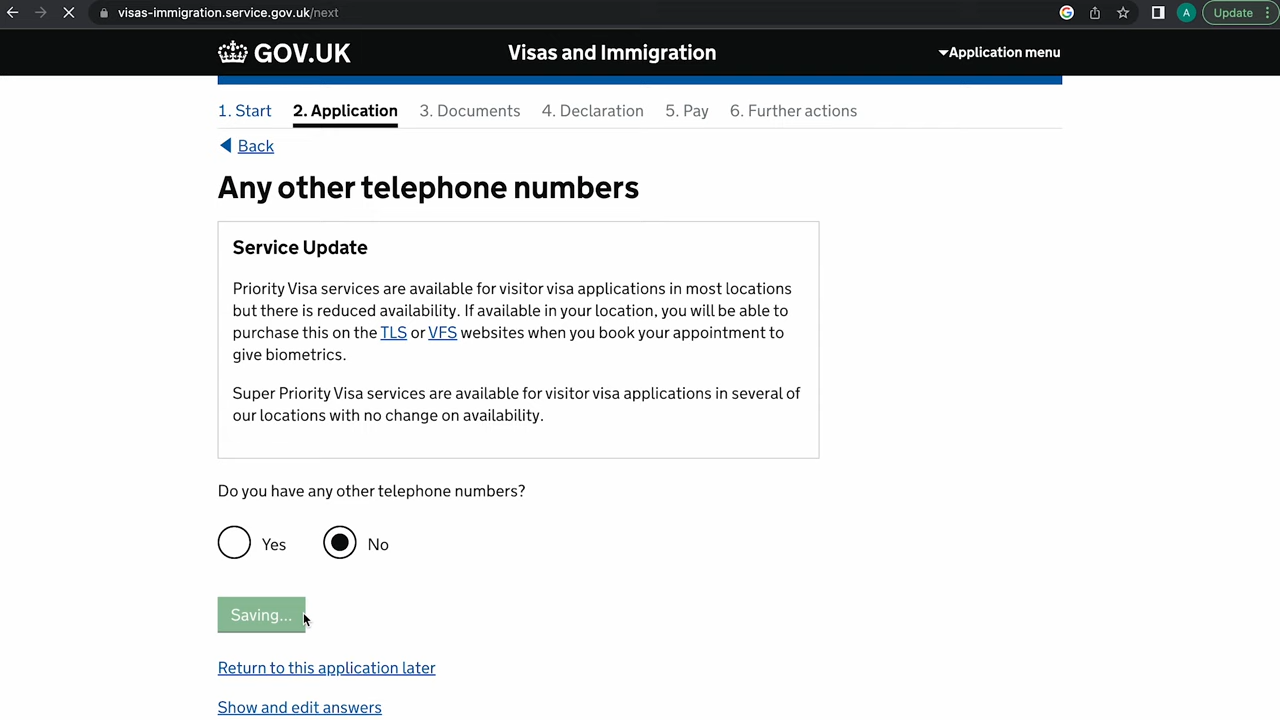 visas-immigration.service.gov.uk/next
A
Update
GOV.UK
Visas and Immigration
Application menu
1. Start
2. Application
3. Documents
4. Declaration
5. Pay
6. Further actions
Back
Any other telephone numbers
Service Update
Priority Visa services are available for visitor visa applications in most locations
but there is reduced availability. If available in your location, you will be able to
purchase this on the TLS or VFS websites when you book your appointment to
give biometrics.
Super Priority Visa services are available for visitor visa applications in several of
our locations with no change on availability.
Do you have any other telephone numbers?
Yes
No
Saving...
Return to this application later
Show and edit answers